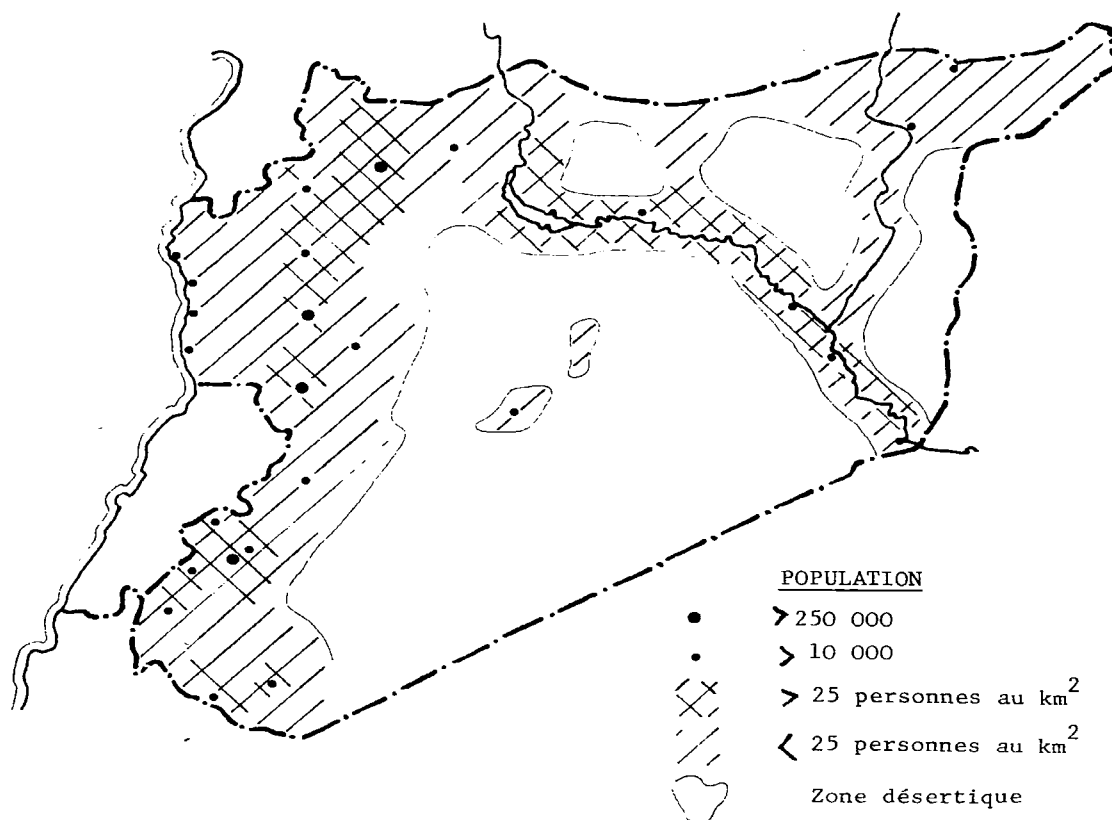 POPULATION
> 250 000
> 10 000
> 25 personnes au km²
< 25 personnes au km²
Zone désertique